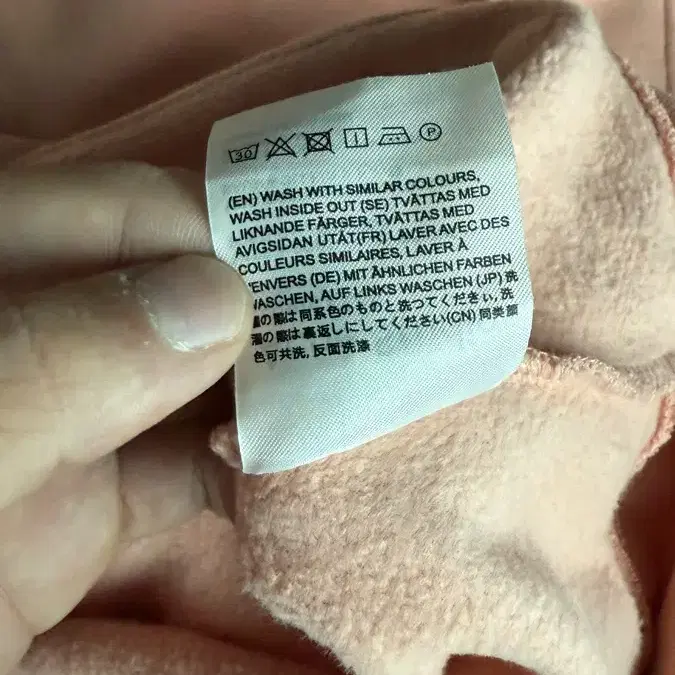 30 P
(EN) WASH WITH SIMILAR COLOURS,
WASH INSIDE OUT (SE) TVÄTTAS MED
LIKNANDE FÄRGER, TVÄTTAS MED
AVIGSIDAN UTÅT(FR) LAVER AVEC DES
COULEURS SIMILAIRES, LAVER À
ENVERS (DE) MIT ÄHNLICHEN FARBEN
WASCHEN, AUF LINKS WASCHEN (JP) 洗
濯の際は同系色のものと洗つてください, 洗
濯の際は裏返しにしてください(CN) 同类颜
色可共洗, 反面洗滌